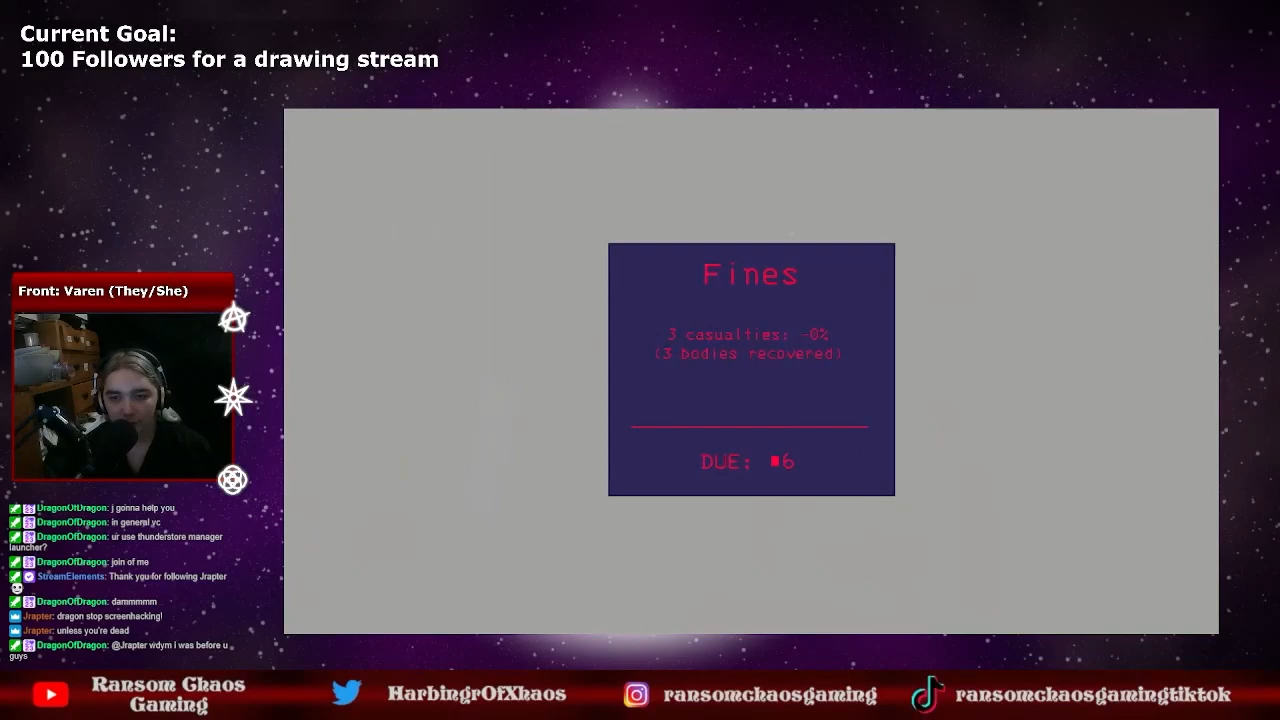 Current Goal:
100 Followers for a drawing stream
Fines
3 casualties: -0%
(3 bodies recovered)
DUE: ■6
Front: Varen (They/She)
DragonOfDragon: j gonna help you
DragonOfDragon: in general yc
DragonOfDragon: ur use thunderstore manager
launcher?
DragonOfDragon: join of me
StreamElements: Thank you for following Jrapter
DragonOfDragon: dammmmm
Jrapter: dragon stop screenhacking!
Jrapter: unless you're dead
DragonOfDragon: @Jrapter wdym i was before u
guys
Ransom Chaos
Gaming
HarbingrOfXhaos
ransomchaosgaming
ransomchaosgamingtiktok